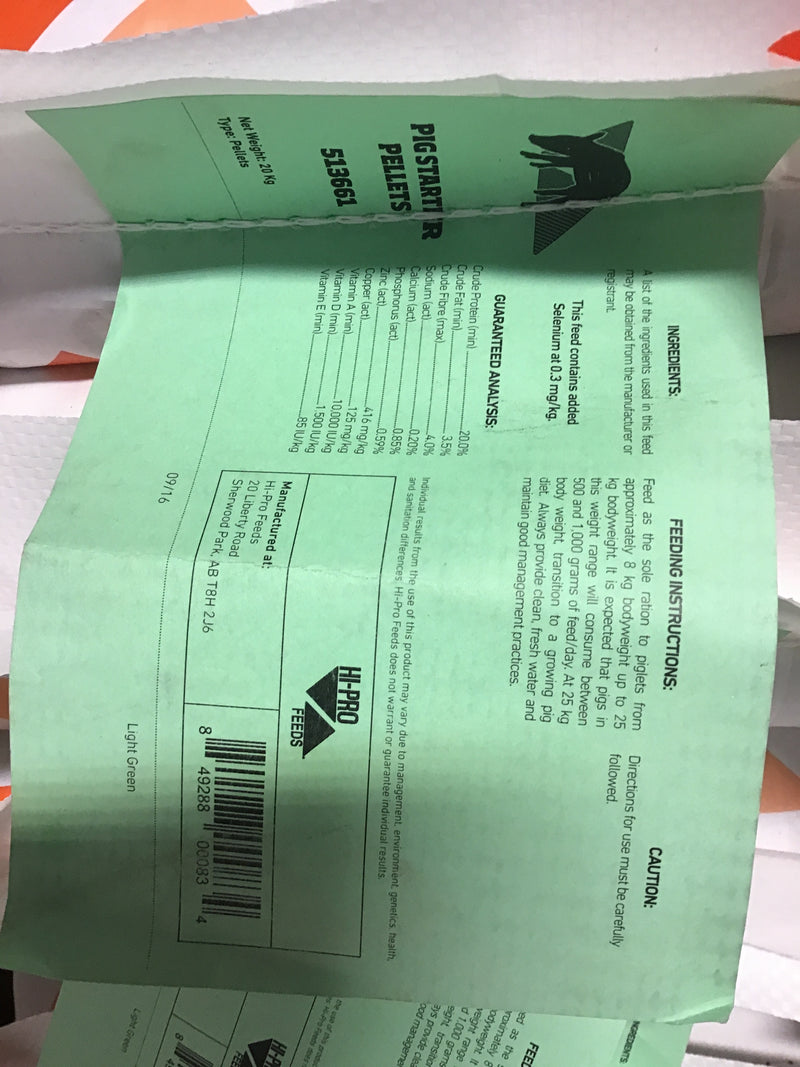 PIG STARTER
PELLETS
513661
Net Weight: 20 Kg
Type: Pellets
INGREDIENTS:
A list of the ingredients used in this feed
may be obtained from the manufacturer or
registrant.
This feed contains added
Selenium at 0.3 mg/kg.
GUARANTEED ANALYSIS:
Crude Protein (min)....20.0%
Crude Fat (min)....3.5%
Crude Fibre (max)....4.0%
Sodium (act)....0.20%
Calcium (act)....0.85%
Phosphorus (act)....0.59%
Zinc (act)....416 mg/kg
Copper (act)....125 mg/kg
Vitamin A (min)....10,000 IU/kg
Vitamin D (min)....1,500 IU/kg
Vitamin E (min)....85 IU/kg
FEEDING INSTRUCTIONS:
Feed as the sole ration to piglets from
approximately 8 kg bodyweight up to 25
kg bodyweight. It is expected that pigs in
this weight range will consume between
500 and 1,000 grams of feed/day. At 25 kg
body weight transition to a growing pig
diet. Always provide clean, fresh water and
maintain good management practices.
CAUTION:
Directions for use must be carefully
followed.
Individual results from the use of this product may vary due to management, environment, genetics, health,
and sanitation differences. Hi-Pro Feeds does not warrant or guarantee individual results.
HI-PRO
FEEDS
Manufactured at:
Hi-Pro Feeds
20 Liberty Road
Sherwood Park, AB T8H 2J6
8 49288 00083 4
09/16
Light Green
INGREDIENTS:
Light Green